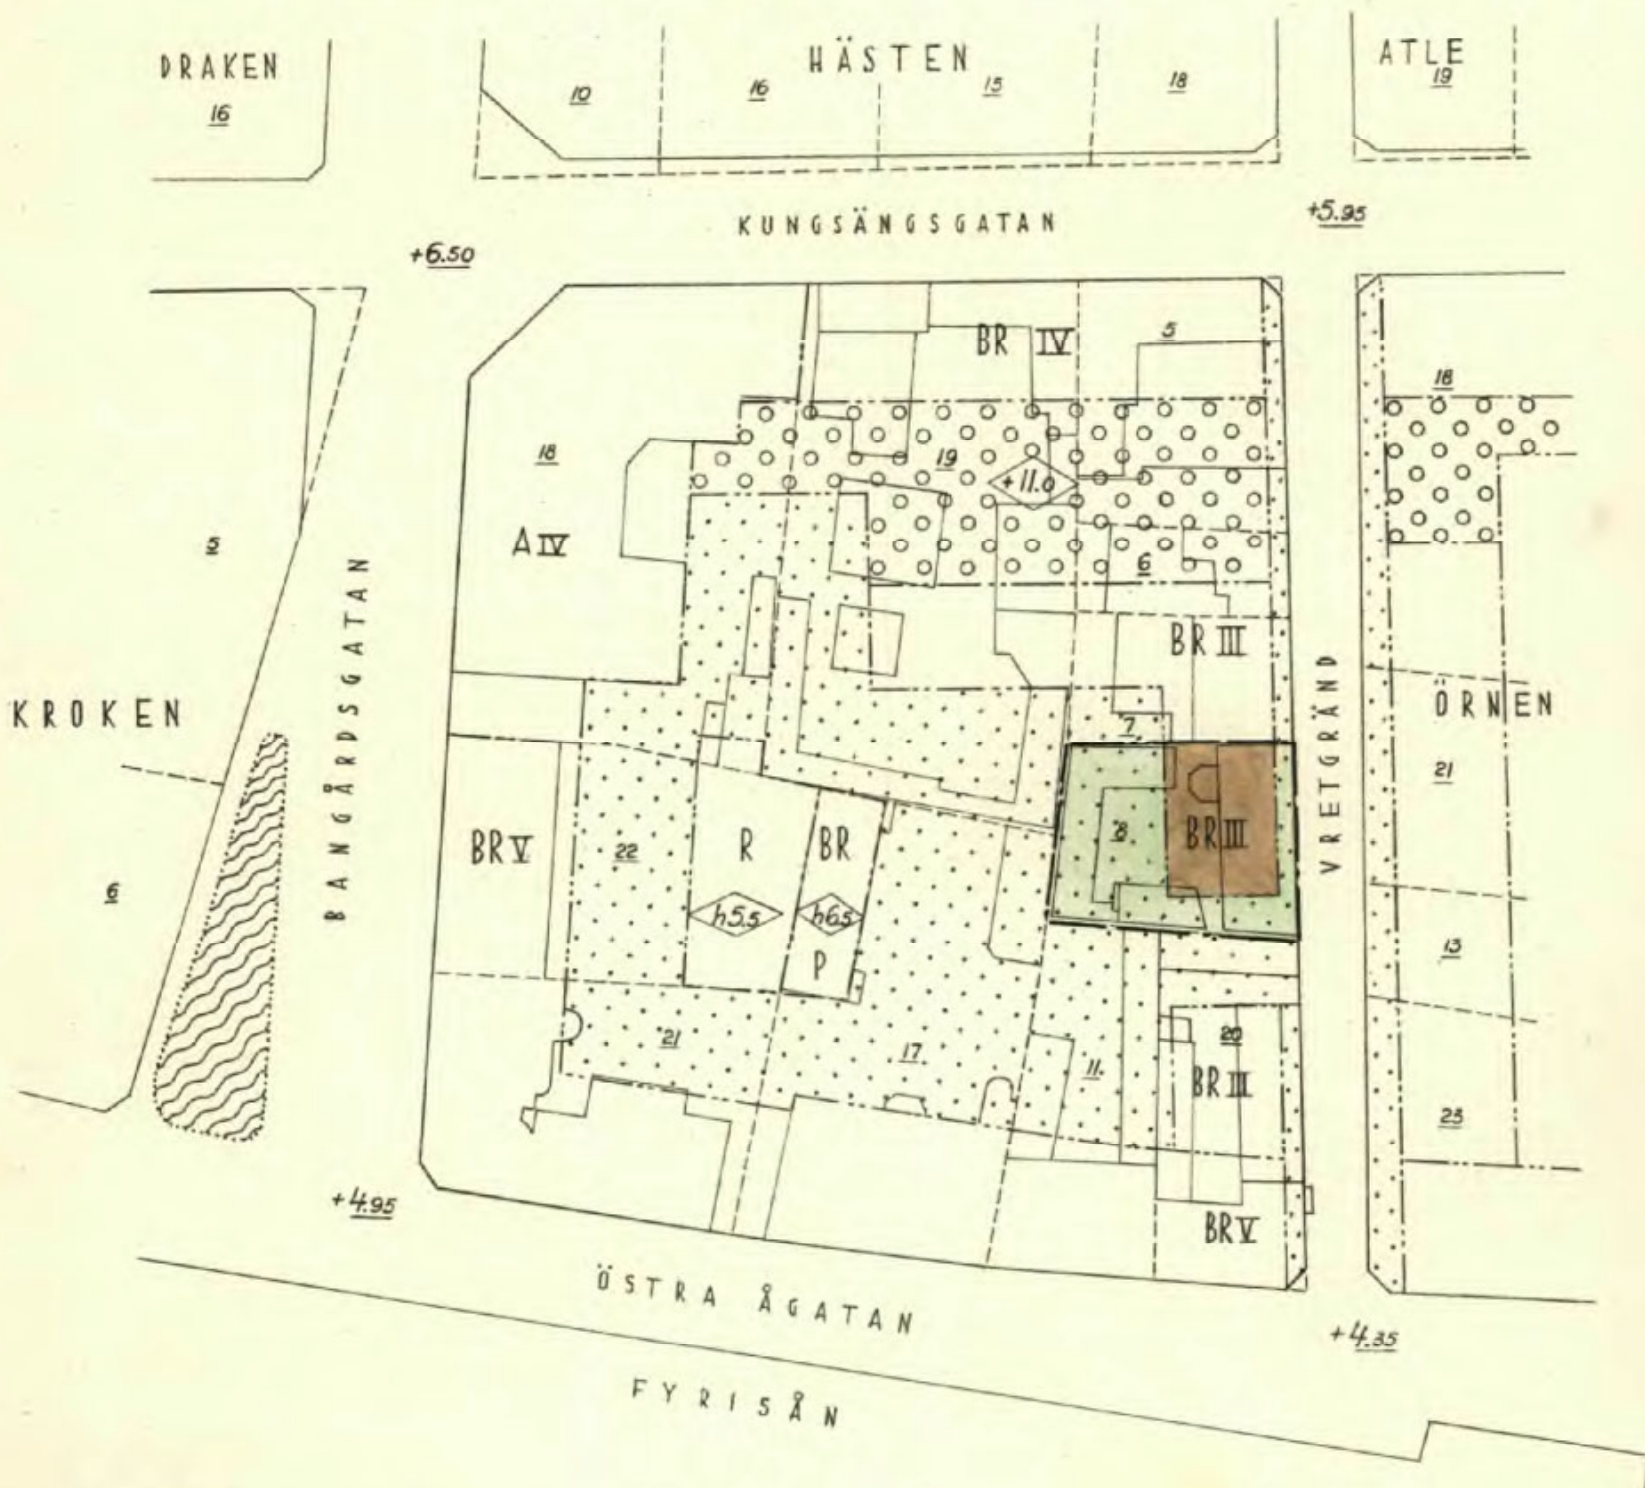 DRAKEN
16
HÄSTEN
10
16
15
18
ATLE
19
KUNGSÄNGSGATAN
+6.50
+5.95
BR IV
5
18
19
+11.0
18
5
A IV
6
BR III
BANGÅRDSGATAN
VRETGRÄND
KROKEN
ÖRNEN
7
21
BR V
22
R
BR
8
BR III
6
h5.5
h6.5
P
13
21
17
11
20
BR III
23
+4.95
BR V
ÖSTRA ÅGATAN
+4.35
FYRISÅN